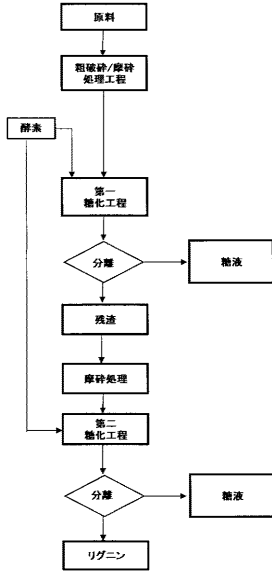 原料
粗破砕/摩砕
処理工程
酵素
第一
糖化工程
分離
糖液
残渣
摩砕処理
第二
糖化工程
分離
糖液
リグニン